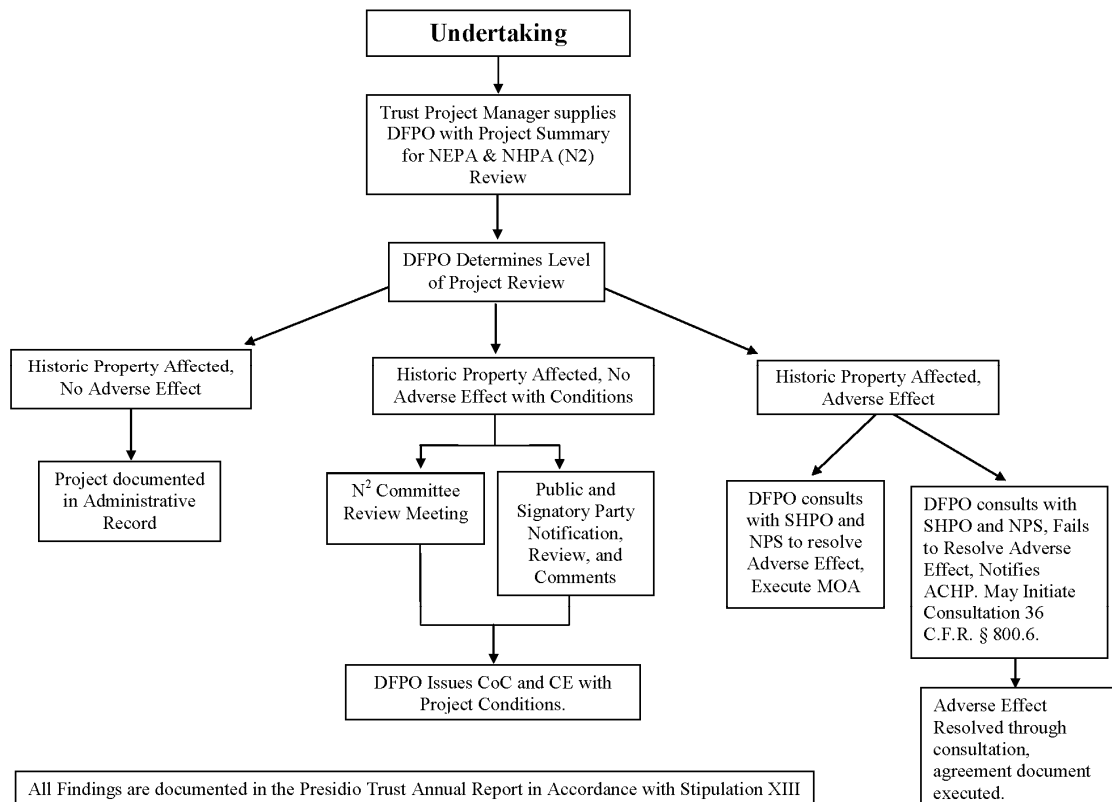 Undertaking
Trust Project Manager supplies
DFPO with Project Summary
for NEPA & NHPA (N2)
Review
DFPO Determines Level
of Project Review
Historic Property Affected,
No Adverse Effect
Historic Property Affected, No
Adverse Effect with Conditions
Historic Property Affected,
Adverse Effect
Project documented
in Administrative
Record
N² Committee
Review Meeting
Public and
Signatory Party
Notification,
Review, and
Comments
DFPO consults
with SHPO and
NPS to resolve
Adverse Effect,
Execute MOA
DFPO consults with
SHPO and NPS, Fails
to Resolve Adverse
Effect, Notifies
ACHP. May Initiate
Consultation 36
C.F.R. § 800.6.
DFPO Issues CoC and CE with
Project Conditions.
Adverse Effect
Resolved through
consultation,
agreement document
executed.
All Findings are documented in the Presidio Trust Annual Report in Accordance with Stipulation XIII